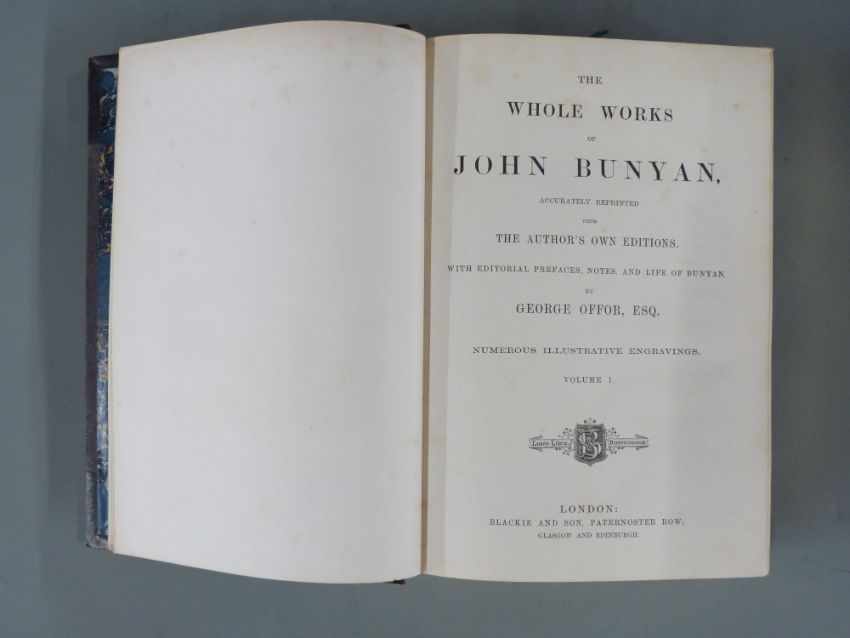 THE
WHOLE WORKS
OF
JOHN BUNYAN,
ACCURATELY REPRINTED
FROM
THE AUTHOR'S OWN EDITIONS.
WITH EDITORIAL PREFACES, NOTES, AND LIFE OF BUNYAN.
BY
GEORGE OFFOR, ESQ.
NUMEROUS ILLUSTRATIVE ENGRAVINGS.
VOLUME I.
LONDON:
BLACKIE AND SON, PATERNOSTER ROW;
GLASGOW AND EDINBURGH.